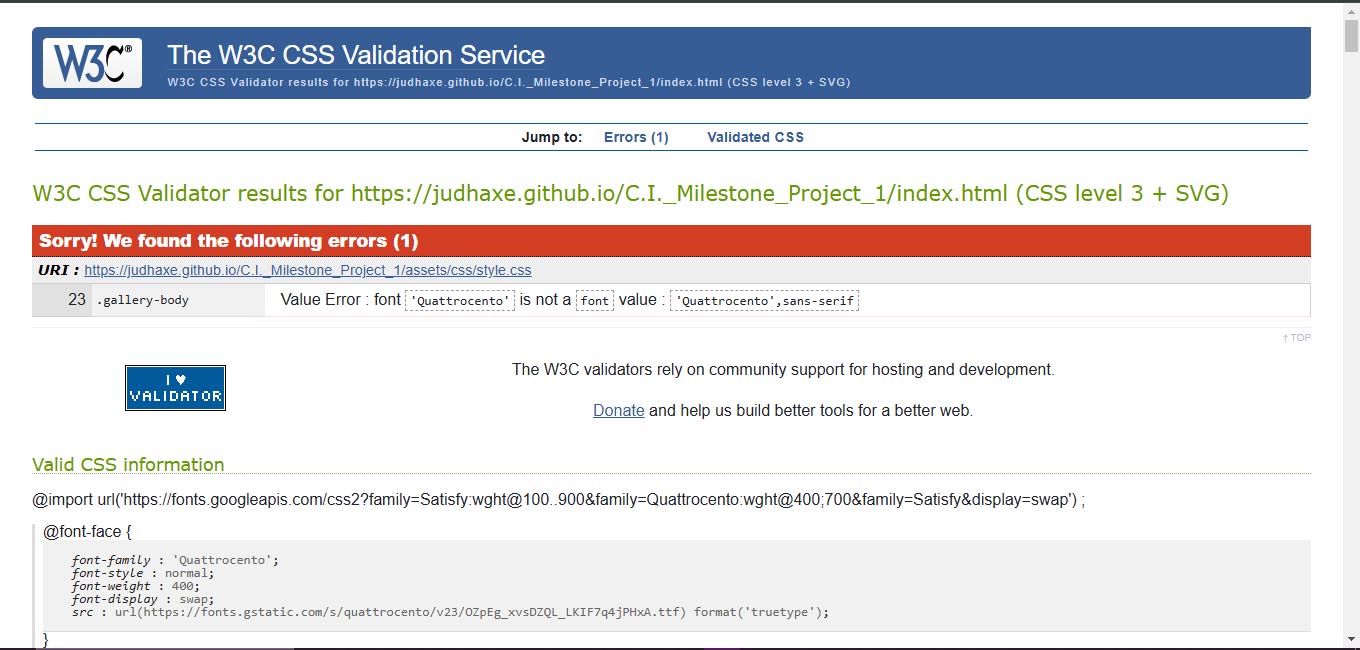 W3C®
The W3C CSS Validation Service
W3C CSS Validator results for https://judhaxe.github.io/C.I._Milestone_Project_1/index.html (CSS level 3 + SVG)
Jump to: Errors (1) Validated CSS
W3C CSS Validator results for https://judhaxe.github.io/C.I._Milestone_Project_1/index.html (CSS level 3 + SVG)
Sorry! We found the following errors (1)
URI : https://judhaxe.github.io/C.I._Milestone_Project_1/assets/css/style.css
23 .gallery-body Value Error : font 'Quattrocento' is not a font value : 'Quattrocento',sans-serif
↑ TOP
I ♥
VALIDATOR
The W3C validators rely on community support for hosting and development.
Donate and help us build better tools for a better web.
Valid CSS information
@import url('https://fonts.googleapis.com/css2?family=Satisfy:wght@100..900&family=Quattrocento:wght@400;700&family=Satisfy&display=swap') ;
@font-face {
font-family : 'Quattrocento';
font-style : normal;
font-weight : 400;
font-display : swap;
src : url(https://fonts.gstatic.com/s/quattrocento/v23/OZpEg_xvsDZQL_LKIF7q4jPHxA.ttf) format('truetype');
}